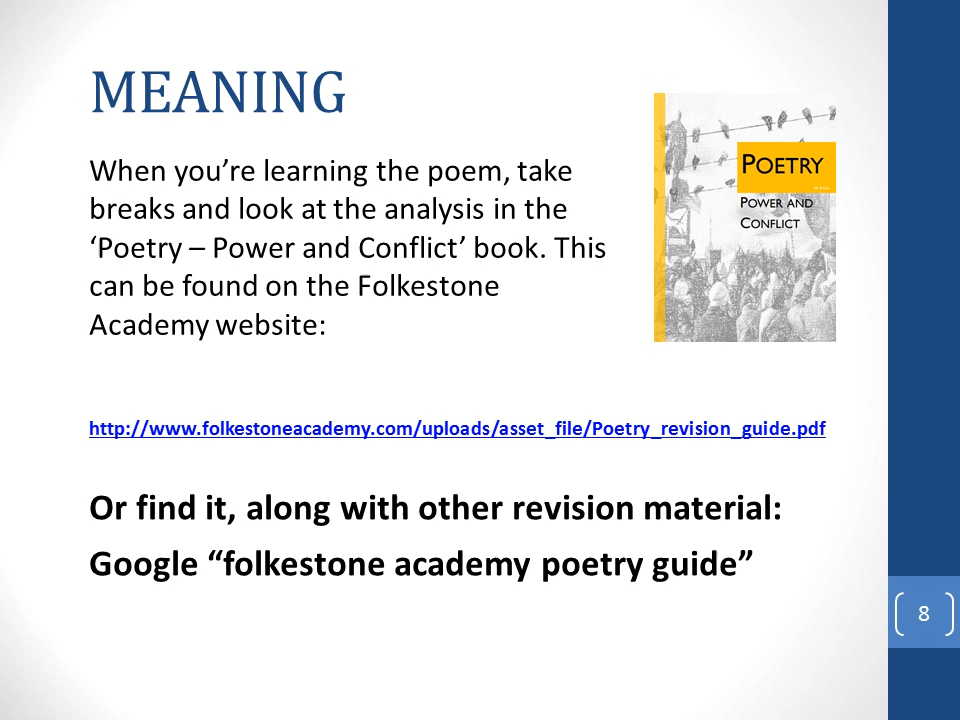 MEANING
When you’re learning the poem, take
breaks and look at the analysis in the
‘Poetry – Power and Conflict’ book. This
can be found on the Folkestone
Academy website:
POETRY
POWER AND
CONFLICT
http://www.folkestoneacademy.com/uploads/asset_file/Poetry_revision_guide.pdf
Or find it, along with other revision material:
Google “folkestone academy poetry guide”
8